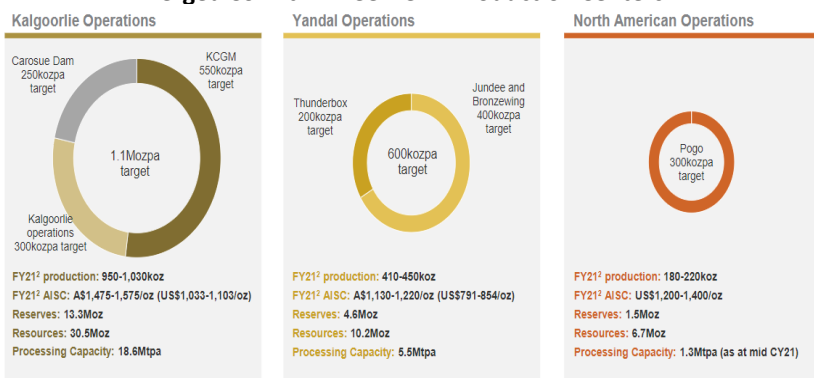 Kalgoorlie Operations
Carosue Dam
250kozpa
target
KCGM
550kozpa
target
1.1Mozpa
target
Kalgoorlie
operations
300kozpa target
FY21² production: 950-1,030koz
FY21² AISC: A$1,475-1,575/oz (US$1,033-1,103/oz)
Reserves: 13.3Moz
Resources: 30.5Moz
Processing Capacity: 18.6Mtpa
Yandal Operations
Thunderbox
200kozpa
target
Jundee and
Bronzewing
400kozpa
target
600kozpa
target
FY21² production: 410-450koz
FY21² AISC: A$1,130-1,220/oz (US$791-854/oz)
Reserves: 4.6Moz
Resources: 10.2Moz
Processing Capacity: 5.5Mtpa
North American Operations
Pogo
300kozpa
target
FY21² production: 180-220koz
FY21² AISC: US$1,200-1,400/oz
Reserves: 1.5Moz
Resources: 6.7Moz
Processing Capacity: 1.3Mtpa (as at mid CY21)